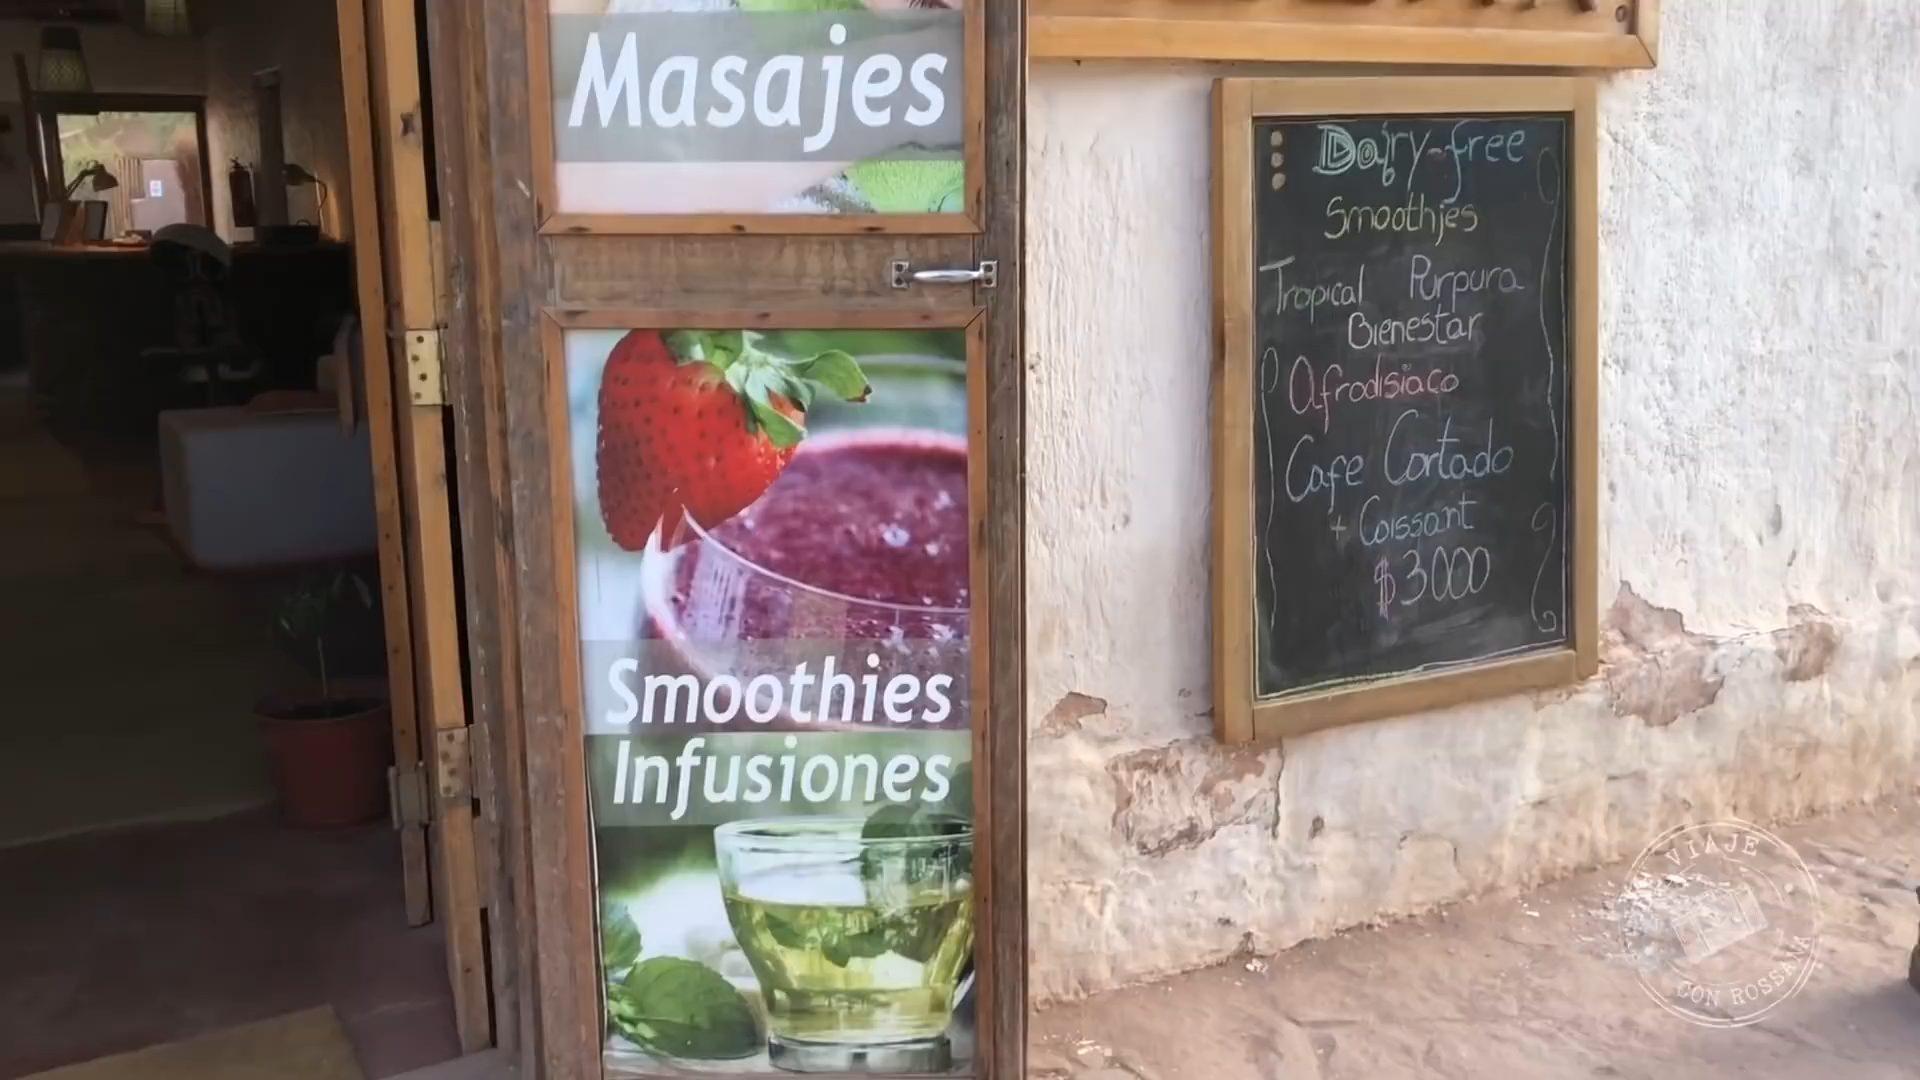 Masajes
Smoothies
Infusiones
Dairy-free
Smoothies
Tropical Purpura
Bienestar
Afrodisiaco
Cafe Cortado
+ Coissant
$3000
VIAJE
CON ROSSANA